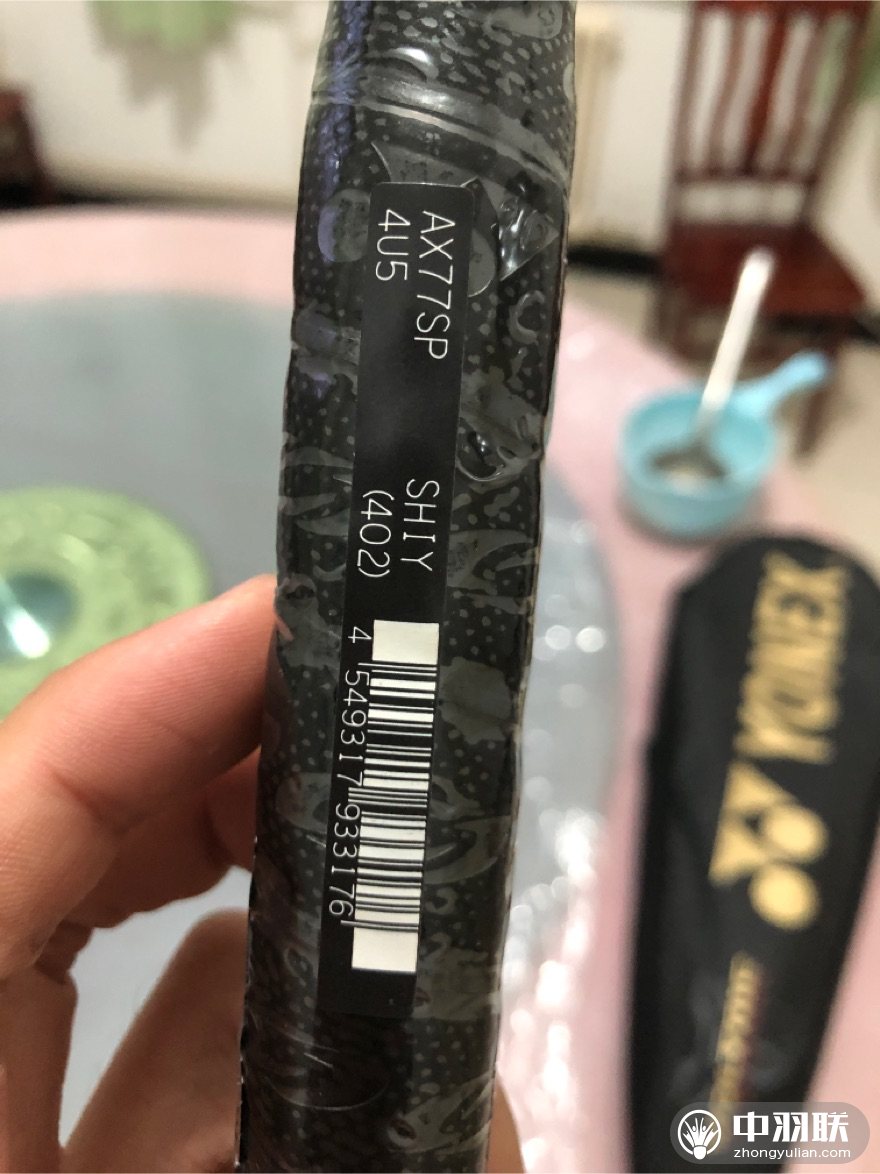 AX77SP SHIY
4U5 (402)
4 549317 933176
YONEX
中羽联
zhongyulian.com